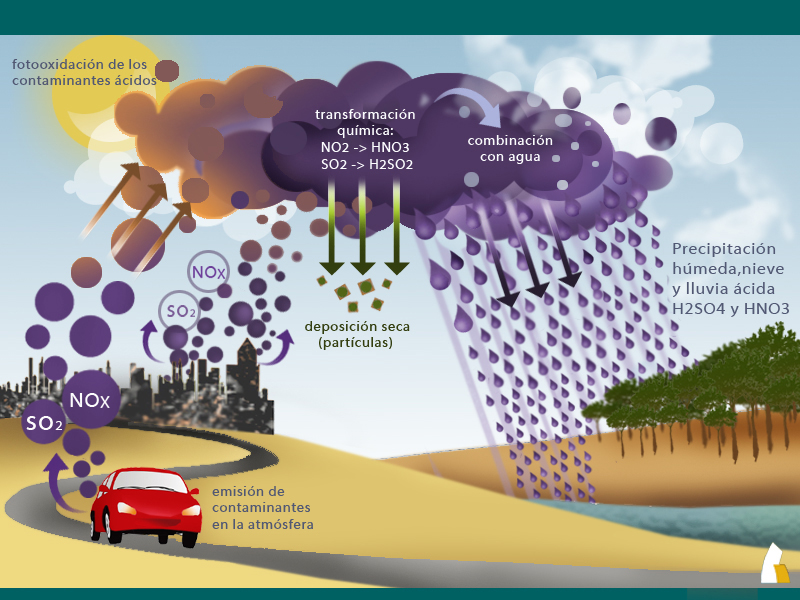 fotooxidación de los
contaminantes ácidos
transformación
química:
NO2 -> HNO3
SO2 -> H2SO2
combinación
con agua
NOx
SO2
Precipitación
húmeda,nieve
y lluvia ácida
H2SO4 y HNO3
deposición seca
(partículas)
NOx
SO2
emisión de
contaminantes
en la atmósfera